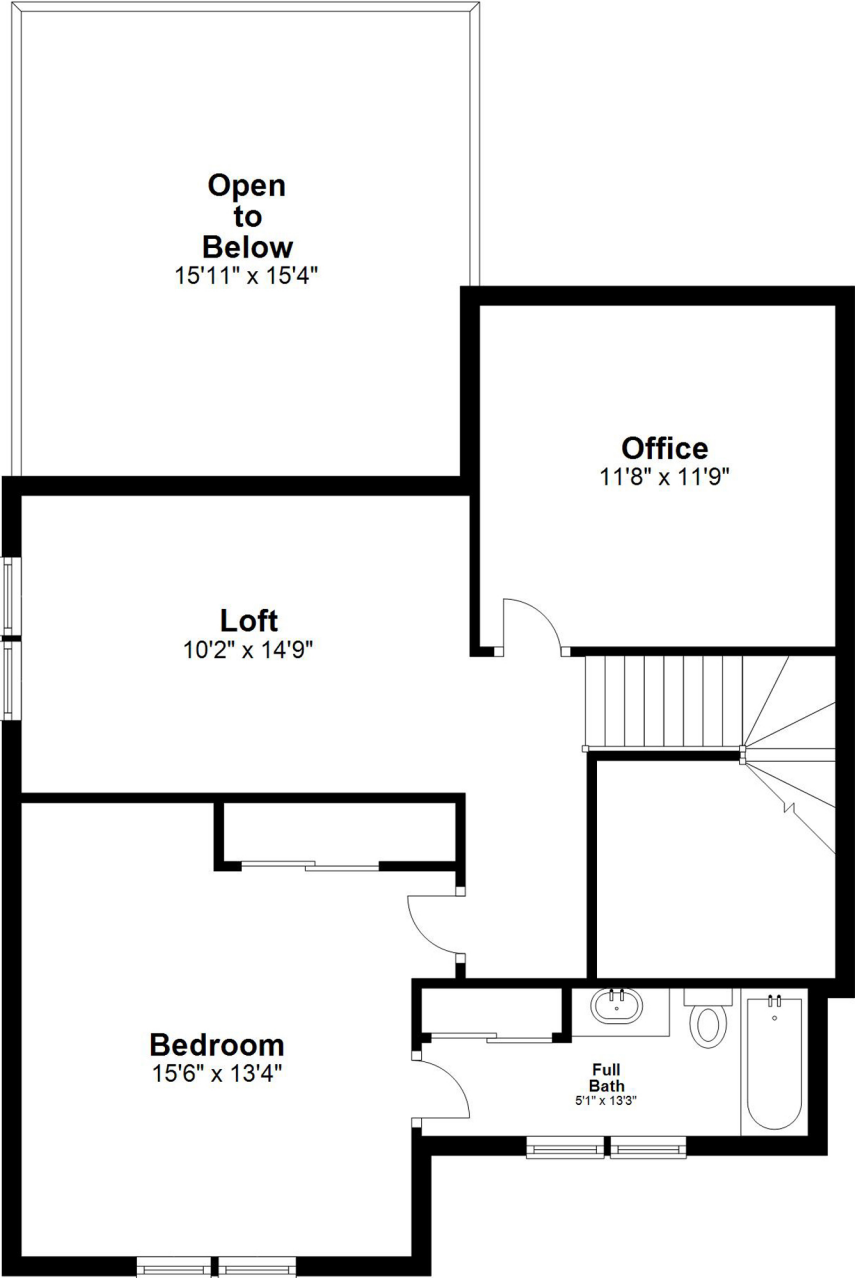 Open
to
Below
15'11" x 15'4"
Office
11'8" x 11'9"
Loft
10'2" x 14'9"
Bedroom
15'6" x 13'4"
Full
Bath
5'1" x 13'3"